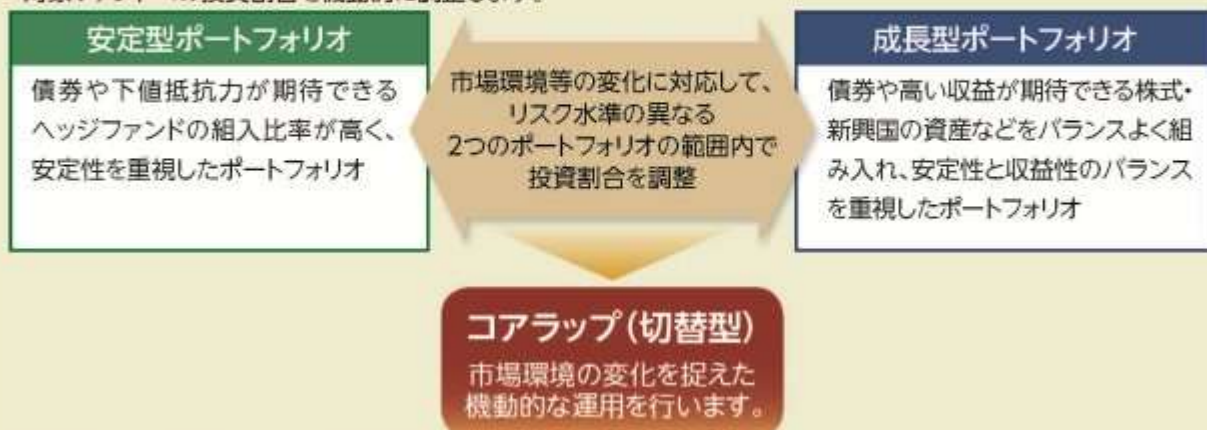 安定型ポートフォリオ
債券や下値抵抗力が期待できる
ヘッジファンドの組入比率が高く、
安定性を重視したポートフォリオ
市場環境等の変化に対応して、
リスク水準の異なる
2つのポートフォリオの範囲内で
投資割合を調整
成長型ポートフォリオ
債券や高い収益が期待できる株式・
新興国の資産などをバランスよく組
み入れ、安定性と収益性のバランス
を重視したポートフォリオ
コアラップ(切替型)
市場環境の変化を捉えた
機動的な運用を行います。